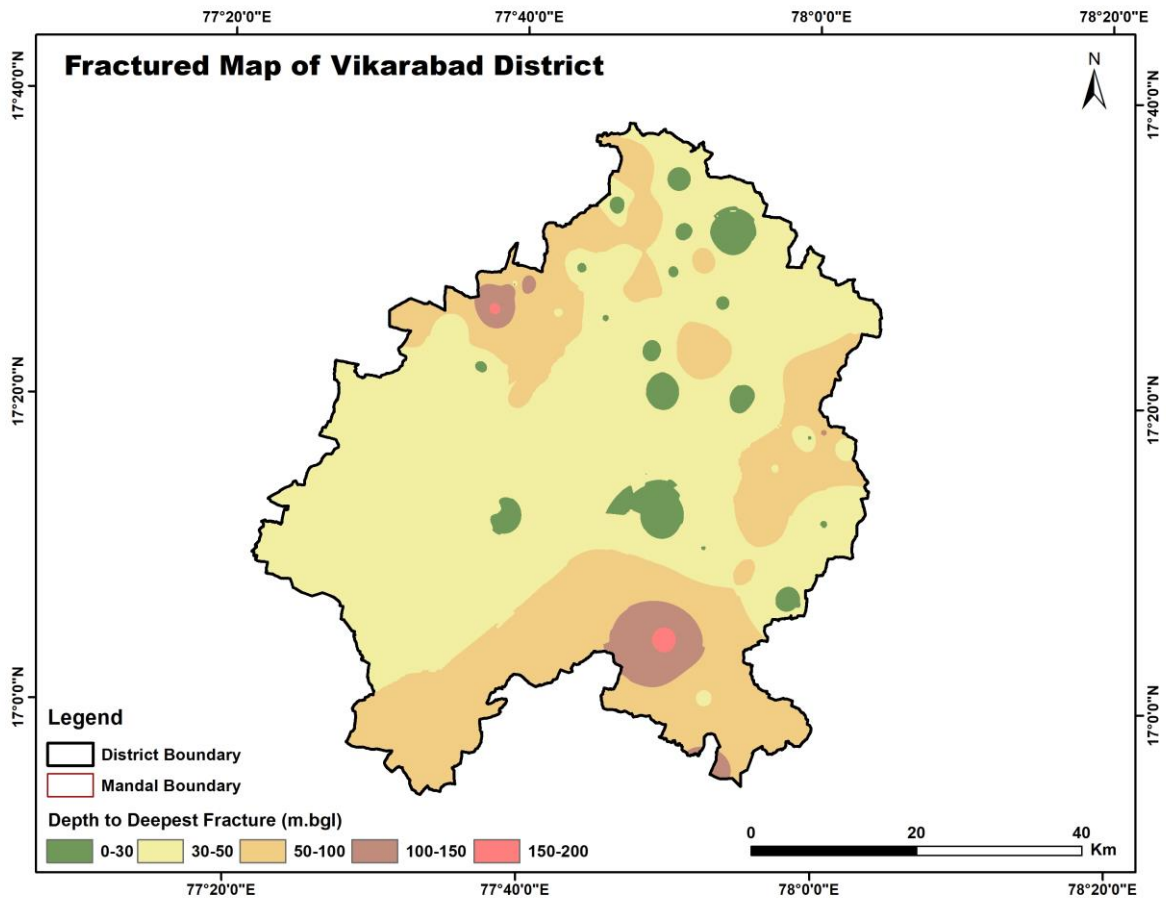 77°20'0"E 77°40'0"E 78°0'0"E 78°20'0"E
Fractured Map of Vikarabad District
N
17°40'0"N 17°40'0"N
17°20'0"N 17°20'0"N
17°0'0"N 17°0'0"N
Legend
District Boundary
Mandal Boundary
Depth to Deepest Fracture (m.bgl)
0-30 30-50 50-100 100-150 150-200
0 20 40
Km
77°20'0"E 77°40'0"E 78°0'0"E 78°20'0"E